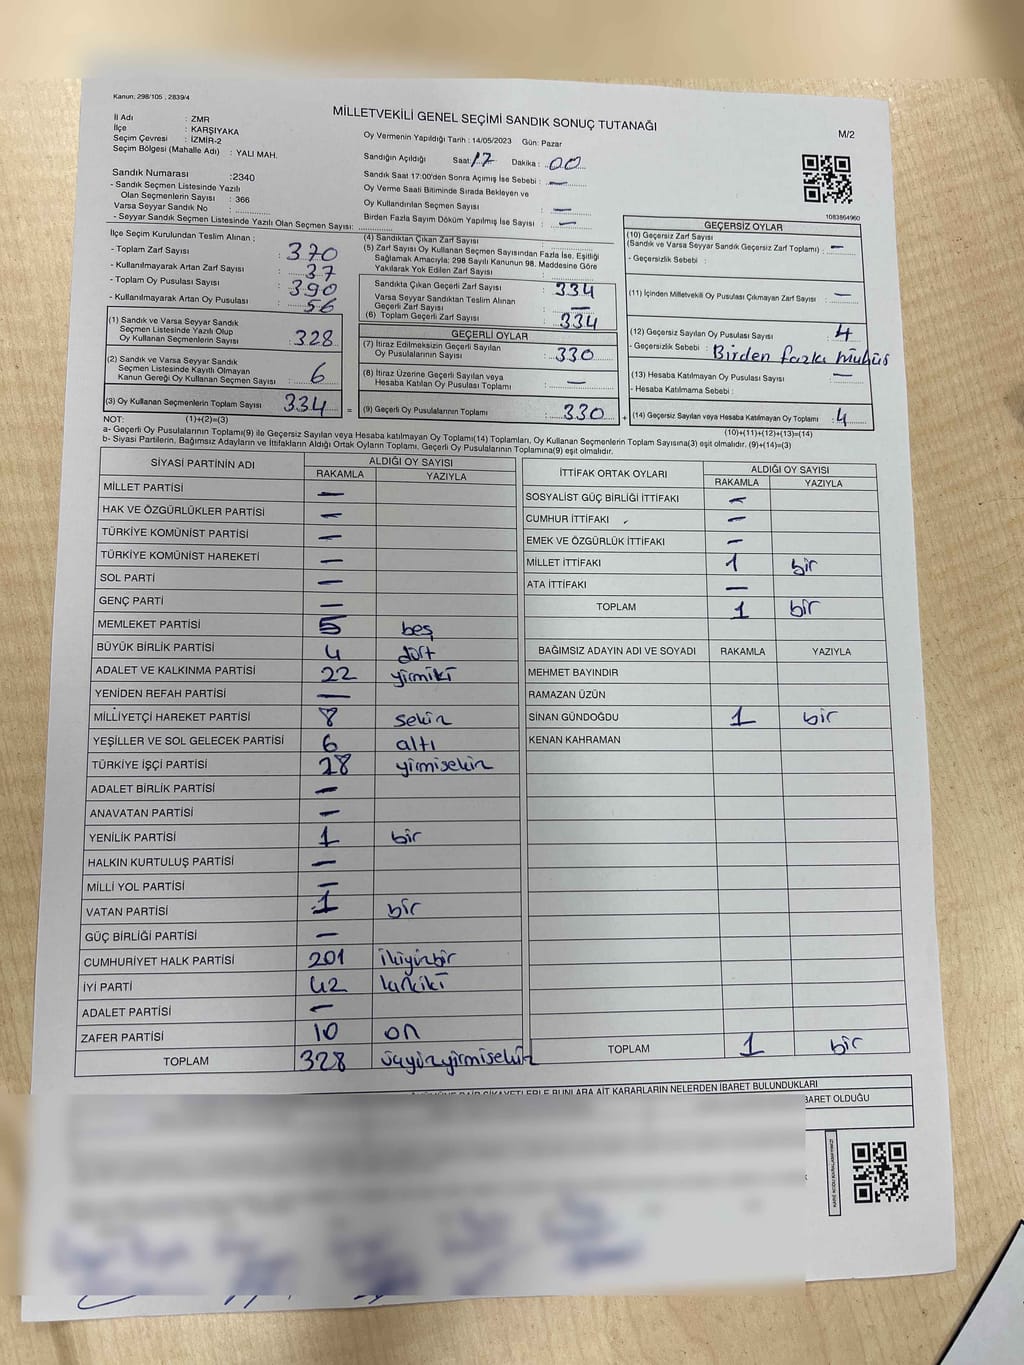 Kanun, 298/105 , 2839/4
MİLLETVEKİLİ GENEL SEÇİMİ SANDIK SONUÇ TUTANAĞI
M/2
İl Adı : ZMR
İlçe : KARŞIYAKA
Seçim Çevresi : İZMİR-2
Seçim Bölgesi (Mahalle Adı) : YALI MAH.
Sandık Numarası :2340
- Sandık Seçmen Listesinde Yazılı
Olan Seçmenlerin Sayısı : 366
Varsa Seyyar Sandık No :
- Seyyar Sandık Seçmen Listesinde Yazılı Olan Seçmen Sayısı:
Oy Vermenin Yapıldığı Tarih : 14/05/2023 Gün: Pazar
Sandığın Açıldığı Saat: 17 Dakika : 00
Sandık Saat 17:00'den Sonra Açımış İse Sebebi : —
Oy Verme Saati Bitiminde Sırada Bekleyen ve
Oy Kullandırılan Seçmen Sayısı : —
Birden Fazla Sayım Döküm Yapılmış İse Sayısı : —
1083864960
İlçe Seçim Kurulundan Teslim Alınan ;
- Toplam Zarf Sayısı : 370
- Kullanılmayarak Artan Zarf Sayısı : 37
- Toplam Oy Pusulası Sayısı : 390
- Kullanılmayarak Artan Oy Pusulası : 56
(1) Sandık ve Varsa Seyyar Sandık
Seçmen Listesinde Yazılı Olup
Oy Kullanan Seçmenlerin Sayısı : 328
(2) Sandık ve Varsa Seyyar Sandık
Seçmen Listesinde Kayıtlı Olmayan
Kanun Gereği Oy Kullanan Seçmen Sayısı : 6
(3) Oy Kullanan Seçmenlerin Toplam Sayısı : 334 =
(4) Sandıktan Çıkan Zarf Sayısı :
(5) Zarf Sayısı Oy Kullanan Seçmen Sayısından Fazla İse, Eşitliği
Sağlamak Amacıyla; 298 Sayılı Kanunun 98. Maddesine Göre
Yakılarak Yok Edilen Zarf Sayısı :
Sandıkta Çıkan Geçerli Zarf Sayısı : 334
Varsa Seyyar Sandıktan Teslim Alınan
Geçerli Zarf Sayısı : —
(6) Toplam Geçerli Zarf Sayısı : 334
GEÇERLİ OYLAR
(7) İtiraz Edilmeksizin Geçerli Sayılan
Oy Pusulalarının Sayısı : 330
(8) İtiraz Üzerine Geçerli Sayılan veya
Hesaba Katılan Oy Pusulası Toplamı : —
(9) Geçerli Oy Pusulalarının Toplamı : 330 +
GEÇERSİZ OYLAR
(10) Geçersiz Zarf Sayısı
(Sandık ve Varsa Seyyar Sandık Geçersiz Zarf Toplamı) : —
- Geçersizlik Sebebi :
(11) İçinden Milletvekili Oy Pusulası Çıkmayan Zarf Sayısı : —
(12) Geçersiz Sayılan Oy Pusulası Sayısı : 4
- Geçersizlik Sebebi : Birden fazla mühüs
(13) Hesaba Katılmayan Oy Pusulası Sayısı : —
- Hesaba Katılmama Sebebi :
(14) Geçersiz Sayılan veya Hesaba Katılmayan Oy Toplamı : 4
NOT: (1)+(2)=(3)
(10)+(11)+(12)+(13)=(14)
a- Geçerli Oy Pusulalarının Toplamı(9) ile Geçersiz Sayılan veya Hesaba katılmayan Oy Toplamı(14) Toplamları, Oy Kullanan Seçmenlerin Toplam Sayısına(3) eşit olmalıdır. (9)+(14)=(3)
b- Siyasi Partilerin, Bağımsız Adayların ve İttifakların Aldığı Ortak Oyların Toplamı, Geçerli Oy Pusulalarının Toplamına(9) eşit olmalıdır.
SİYASİ PARTİNİN ADI ALDIĞI OY SAYISI
RAKAMLA YAZIYLA
MİLLET PARTİSİ —
HAK VE ÖZGÜRLÜKLER PARTİSİ —
TÜRKİYE KOMÜNİST PARTİSİ —
TÜRKİYE KOMÜNİST HAREKETİ —
SOL PARTİ —
GENÇ PARTİ —
MEMLEKET PARTİSİ 5 beş
BÜYÜK BİRLİK PARTİSİ 4 dört
ADALET VE KALKINMA PARTİSİ 22 yirmiki
YENİDEN REFAH PARTİSİ —
MİLLİYETÇİ HAREKET PARTİSİ 8 sekiz
YEŞİLLER VE SOL GELECEK PARTİSİ 6 altı
TÜRKİYE İŞÇİ PARTİSİ 28 yirmisekiz
ADALET BİRLİK PARTİSİ —
ANAVATAN PARTİSİ —
YENİLİK PARTİSİ 1 bir
HALKIN KURTULUŞ PARTİSİ —
MİLLİ YOL PARTİSİ —
VATAN PARTİSİ 1 bir
GÜÇ BİRLİĞİ PARTİSİ —
CUMHURİYET HALK PARTİSİ 201 ikiyüzbir
İYİ PARTİ 42 kırkiki
ADALET PARTİSİ —
ZAFER PARTİSİ 10 on
TOPLAM 328 üçyüzyirmisekiz
İTTİFAK ORTAK OYLARI ALDIĞI OY SAYISI
RAKAMLA YAZIYLA
SOSYALİST GÜÇ BİRLİĞİ İTTİFAKI —
CUMHUR İTTİFAKI —
EMEK VE ÖZGÜRLÜK İTTİFAKI —
MİLLET İTTİFAKI 1 bir
ATA İTTİFAKI —
TOPLAM 1 bir
BAĞIMSIZ ADAYIN ADI VE SOYADI RAKAMLA YAZIYLA
MEHMET BAYINDIR
RAMAZAN ÜZÜN
SİNAN GÜNDOĞDU 1 bir
KENAN KAHRAMAN
TOPLAM 1 bir
ŞİKAYETLERLE BUNLARA AİT KARARLARIN NELERDEN İBARET BULUNDUKLARI
İBARET OLDUĞU